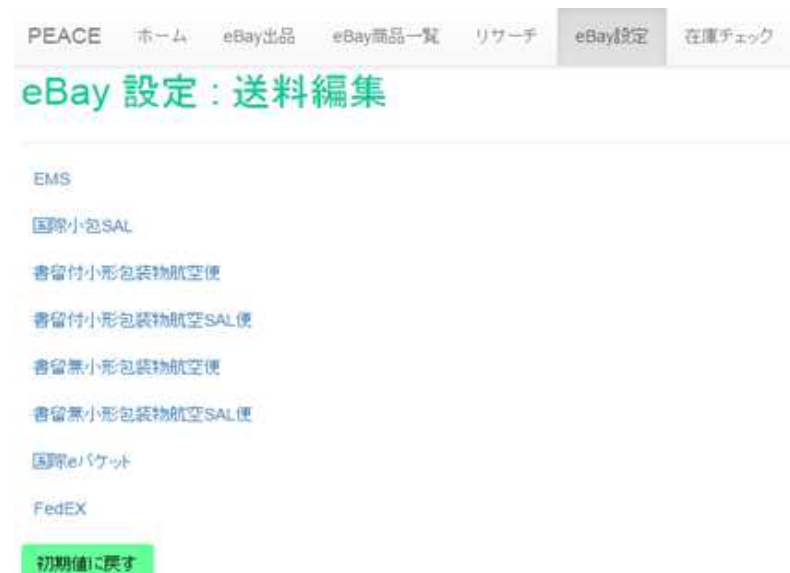 PEACE ホーム eBay出品 eBay商品一覧 リサーチ eBay設定 在庫チェック
eBay 設定：送料編集
EMS
国際小包SAL
書留付小形包装物航空便
書留付小形包装物航空SAL便
書留無小形包装物航空便
書留無小形包装物航空SAL便
国際eパケット
FedEX
初期値に戻す